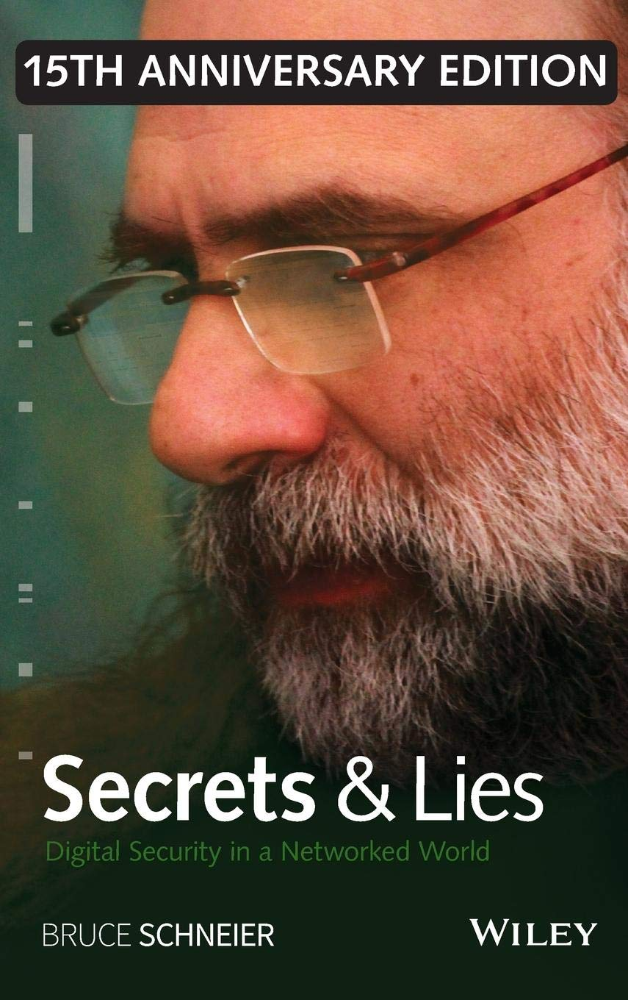 15TH ANNIVERSARY EDITION
Secrets & Lies
Digital Security in a Networked World
BRUCE SCHNEIER
WILEY